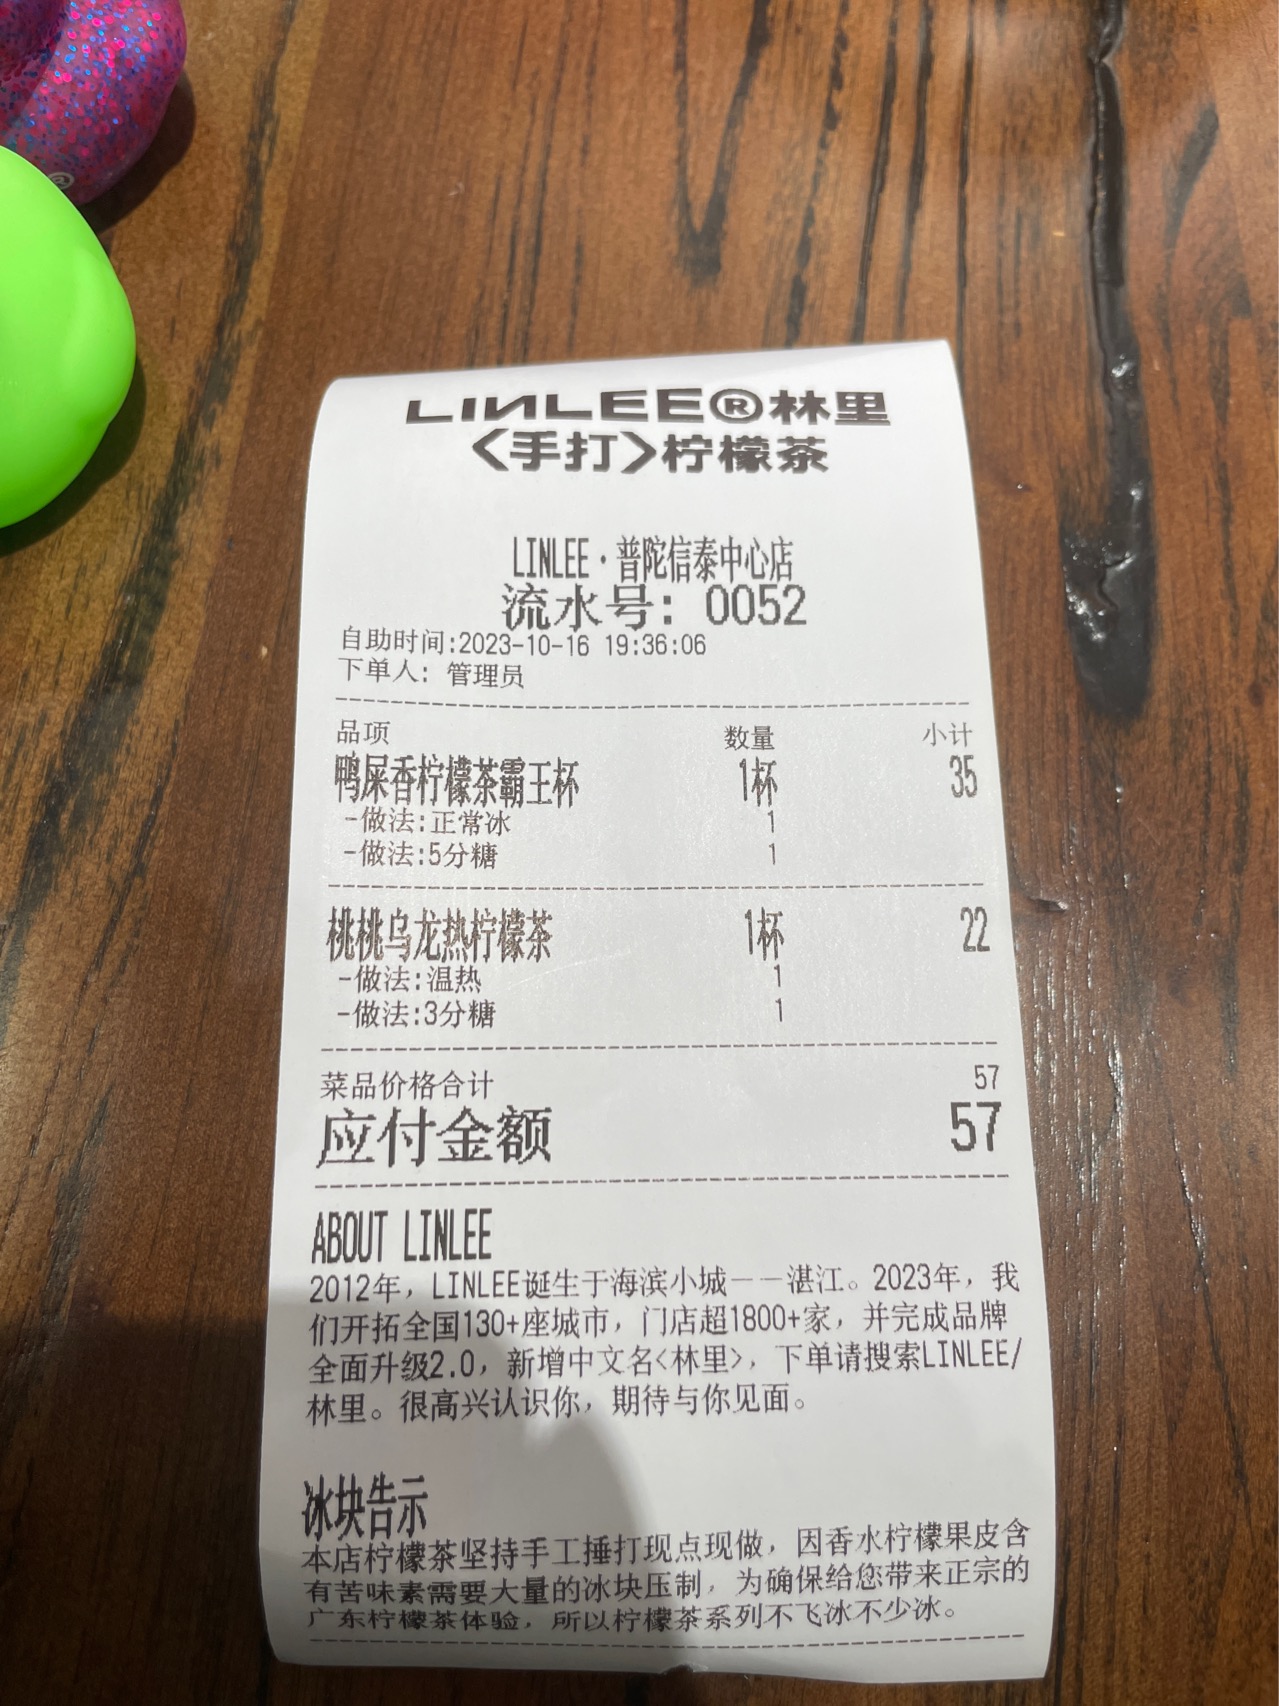 LINLEE®林里
<手打>柠檬茶
LINLEE·普陀信泰中心店
流水号: 0052
自助时间:2023-10-16 19:36:06
下单人: 管理员
品项 数量 小计
鸭屎香柠檬茶霸王杯 1杯 35
-做法:正常冰 1
-做法:5分糖 1
桃桃乌龙热柠檬茶 1杯 22
-做法:温热 1
-做法:3分糖 1
菜品价格合计 57
应付金额 57
ABOUT LINLEE
2012年，LINLEE诞生于海滨小城——湛江。2023年，我
们开拓全国130+座城市，门店超1800+家，并完成品牌
全面升级2.0，新增中文名<林里>，下单请搜索LINLEE/
林里。很高兴认识你，期待与你见面。
冰块告示
本店柠檬茶坚持手工捶打现点现做，因香水柠檬果皮含
有苦味素需要大量的冰块压制，为确保给您带来正宗的
广东柠檬茶体验，所以柠檬茶系列不飞冰不少冰。